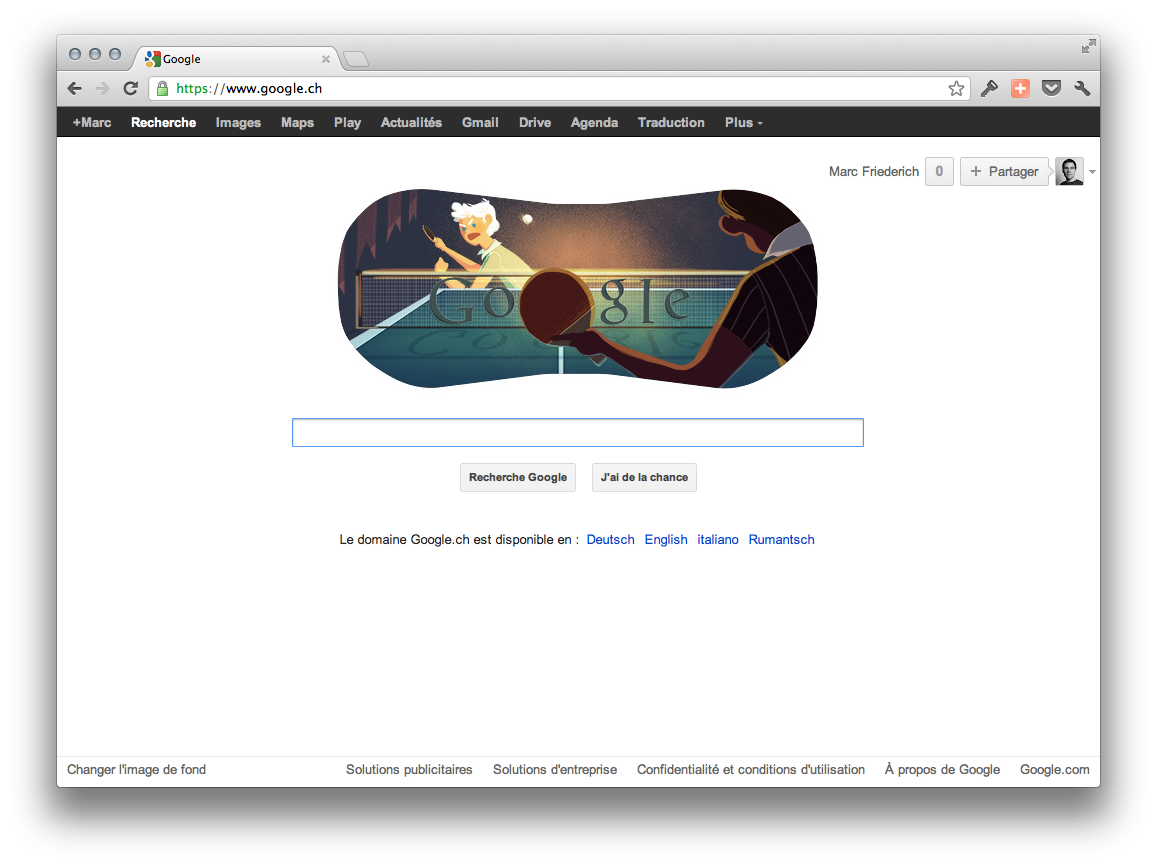 Google
https://www.google.ch
+Marc Recherche Images Maps Play Actualités Gmail Drive Agenda Traduction Plus
Marc Friederich 0 + Partager
Google
Recherche Google J'ai de la chance
Le domaine Google.ch est disponible en : Deutsch English italiano Rumantsch
Changer l'image de fond Solutions publicitaires Solutions d'entreprise Confidentialité et conditions d'utilisation À propos de Google Google.com